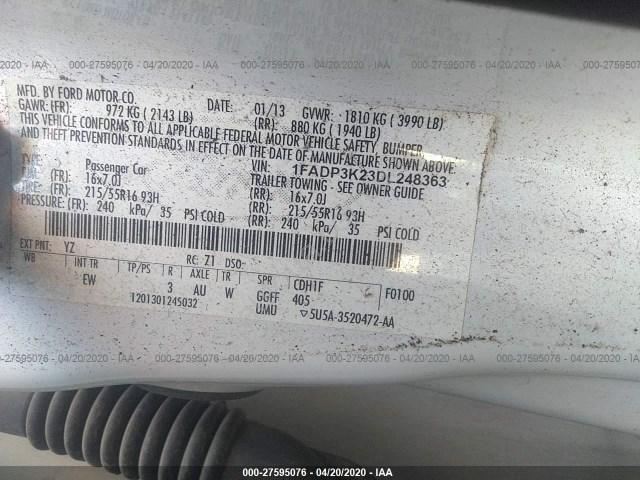 000-27595076 - 04/20/2020 - IAA
MFD. BY FORD MOTOR CO.
DATE: 01/13 GVWR: 1810 KG ( 3990 LB)
GAWR: (FR): 972 KG ( 2143 LB) (RR): 880 KG ( 1940 LB)
THIS VEHICLE CONFORMS TO ALL APPLICABLE FEDERAL MOTOR VEHICLE SAFETY, BUMPER,
AND THEFT PREVENTION STANDARDS IN EFFECT ON THE DATE OF MANUFACTURE SHOWN ABOVE.
VIN: 1FADP3K23DL248363
TYPE: Passenger Car TRAILER TOWING - SEE OWNER GUIDE
(FR): 16x7.0J (RR): 16x7.0J
(FR): 215/55R16 93H (RR): 215/55R16 93H
PRESSURE: (FR): 240 kPa/ 35 PSI COLD (RR): 240 kPa/ 35 PSI COLD
EXT PNT: YZ RC: Z1 DSO:
WB INT TR TP/PS R AXLE TR SPR CDH1F F0100
EW 3 AU W GGFF 405
1201301245032 UMU ▽5U5A-3520472-AA
000-27595076 - 04/20/2020 - IAA